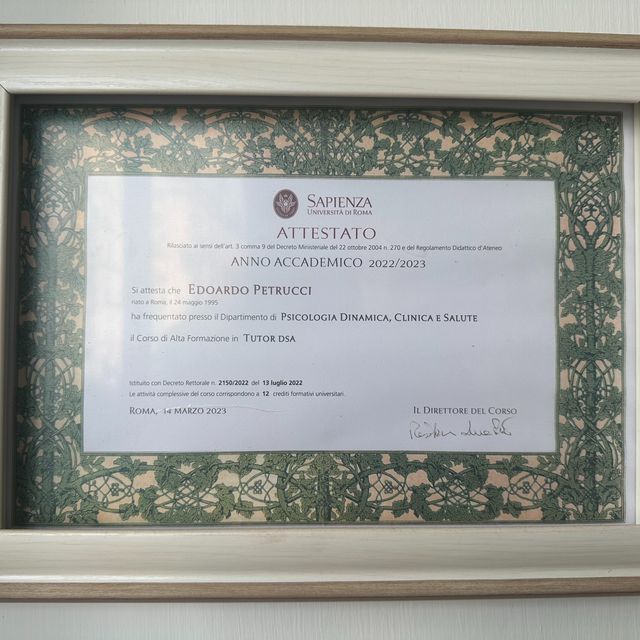 SAPIENZA
UNIVERSITÀ DI ROMA
ATTESTATO
Rilasciato ai sensi dell'art. 3 comma 9 del Decreto Ministeriale del 22 ottobre 2004 n. 270 e del Regolamento Didattico d'Ateneo
ANNO ACCADEMICO 2022/2023
Si attesta che EDOARDO PETRUCCI
nato a Roma, il 24 maggio 1995
ha frequentato presso il Dipartimento di PSICOLOGIA DINAMICA, CLINICA E SALUTE
il Corso di Alta Formazione in TUTOR DSA
Istituito con Decreto Rettorale n. 2150/2022 del 13 luglio 2022
Le attività complessive del corso corrispondono a 12 crediti formativi universitari.
ROMA, 14 MARZO 2023
IL DIRETTORE DEL CORSO